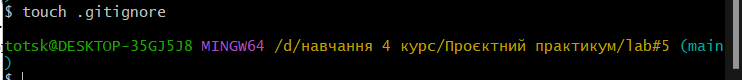 $ touch .gitignore
totsk@DESKTOP-35GJ5J8 MINGW64 /d/навчання 4 курс/Проєктний практикум/lab#5 (main
)
$